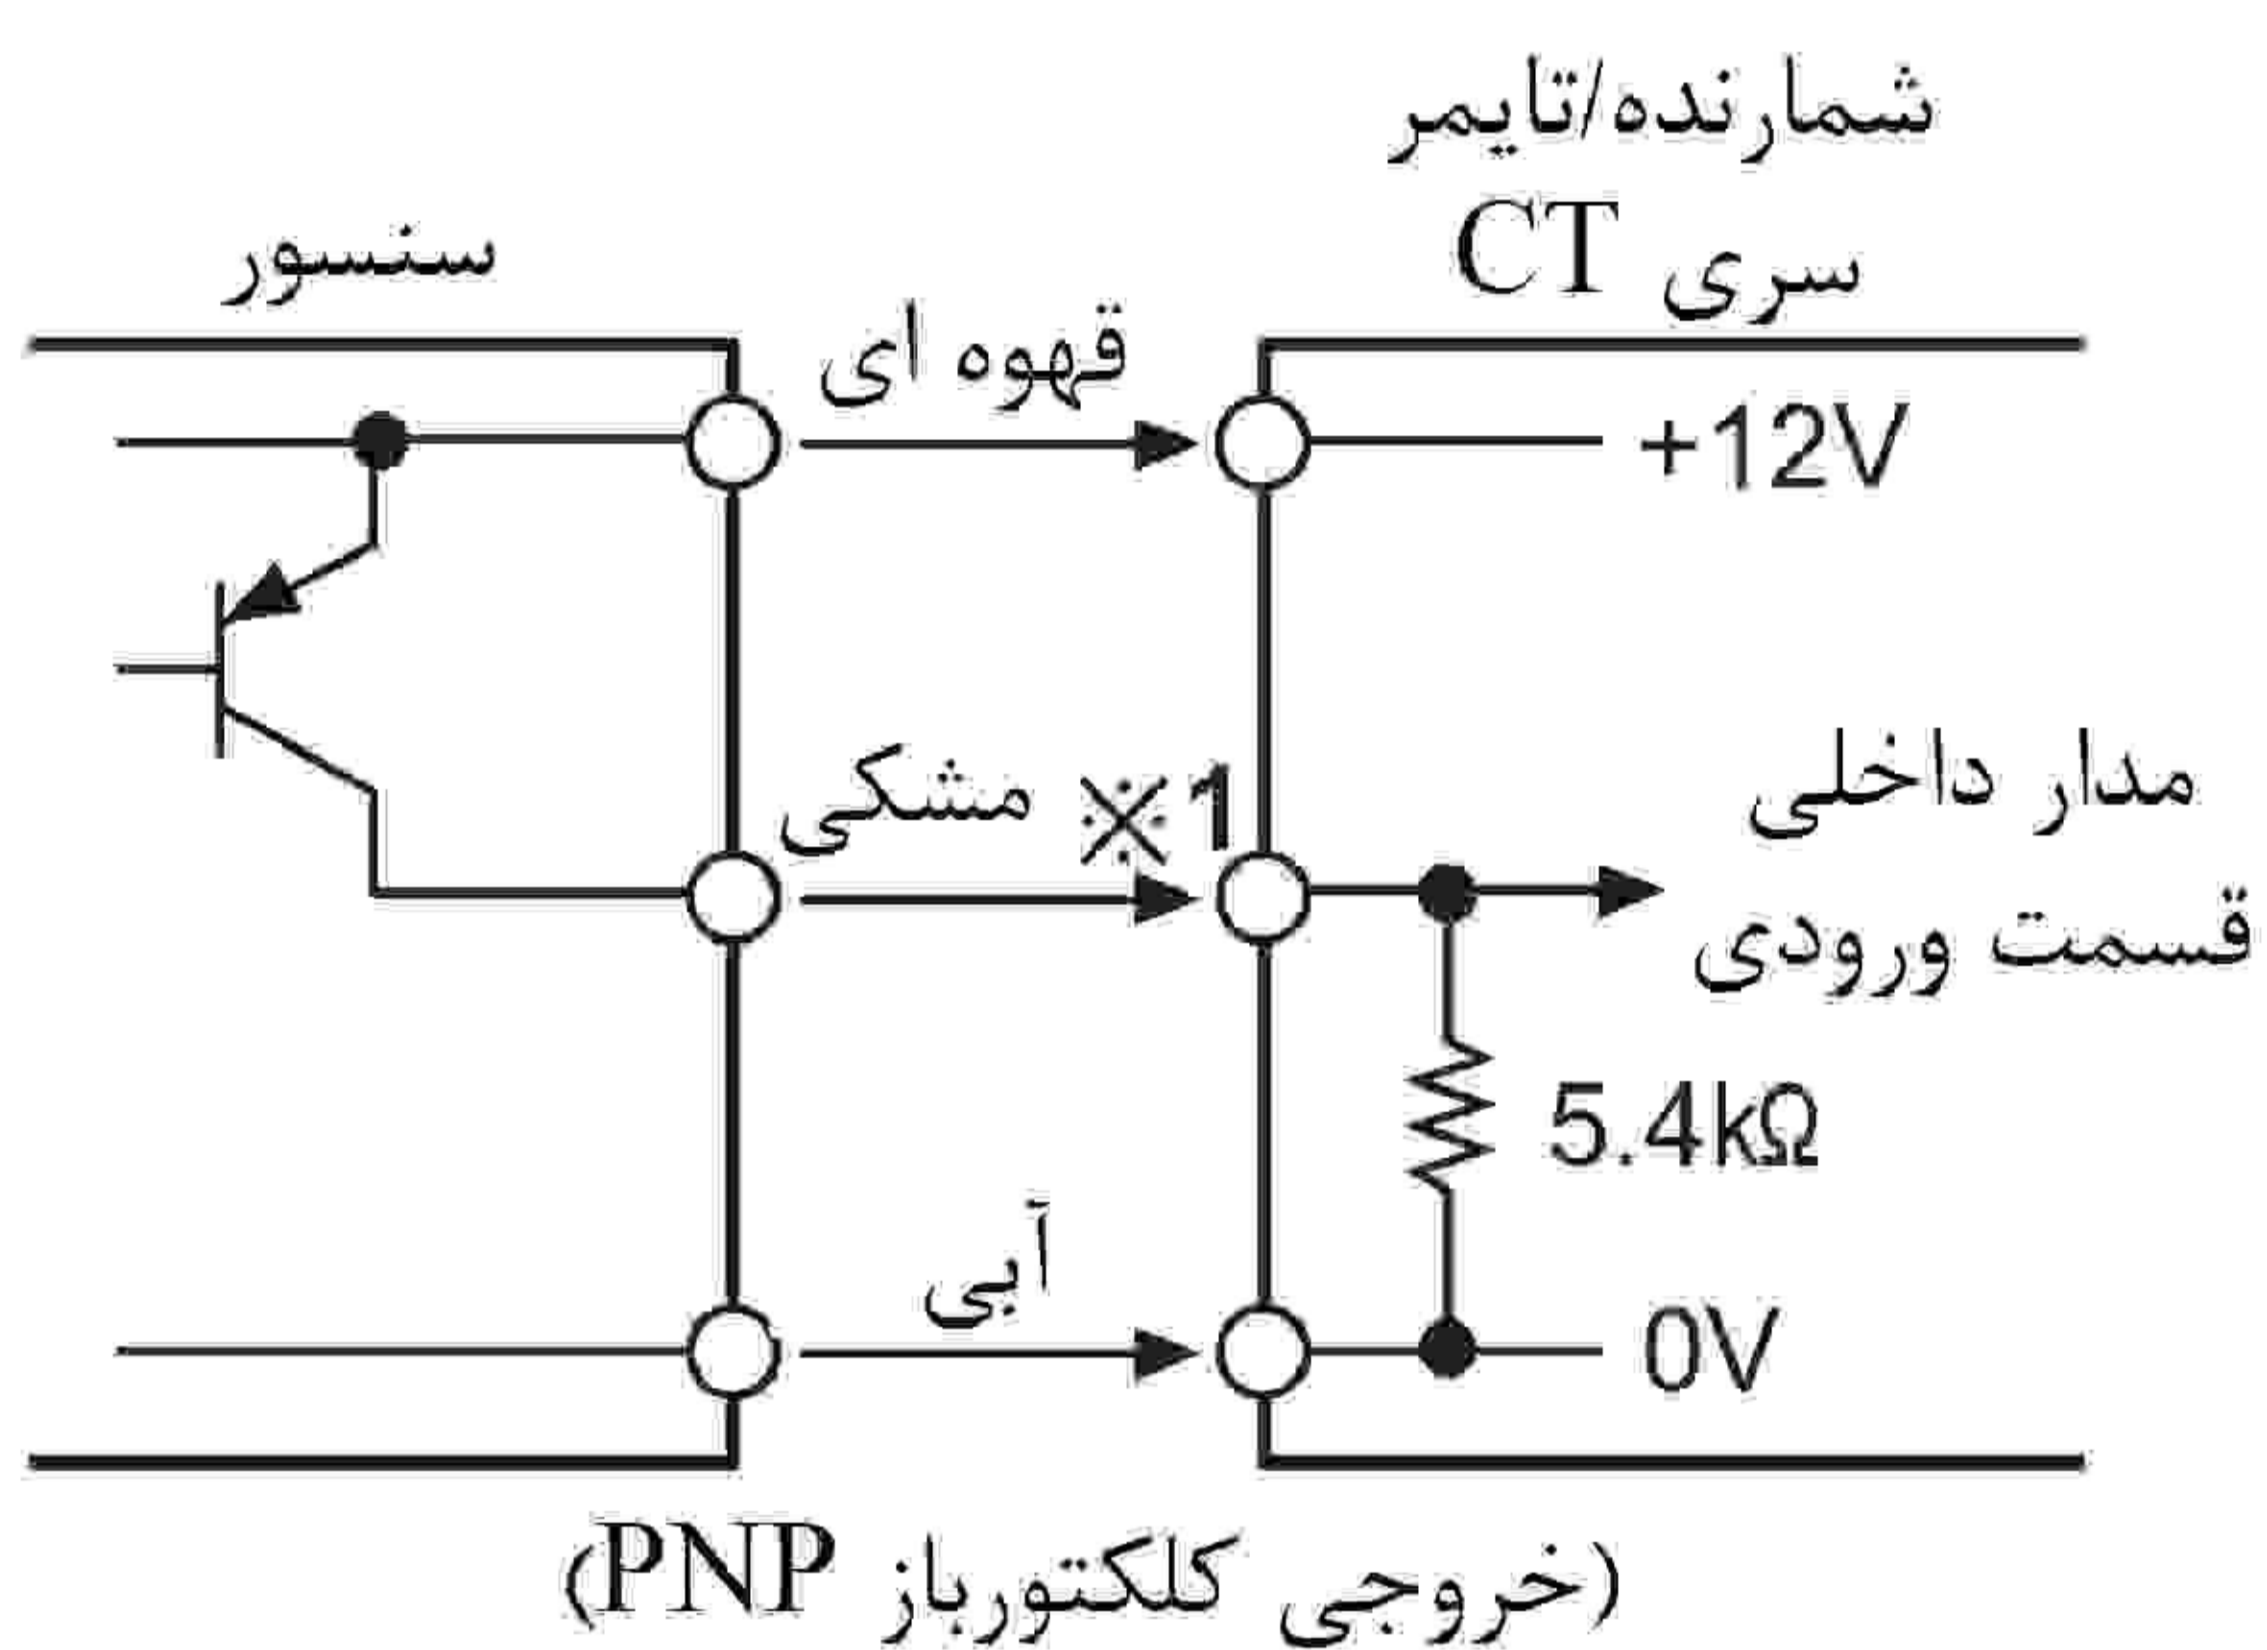 شمارنده/تایمر
سری CT
سنسور
قهوه ای
+12V
مشکی ※1
مدار داخلی
قسمت ورودی
5.4kΩ
آبی
0V
(خروجی کلکتورباز PNP)